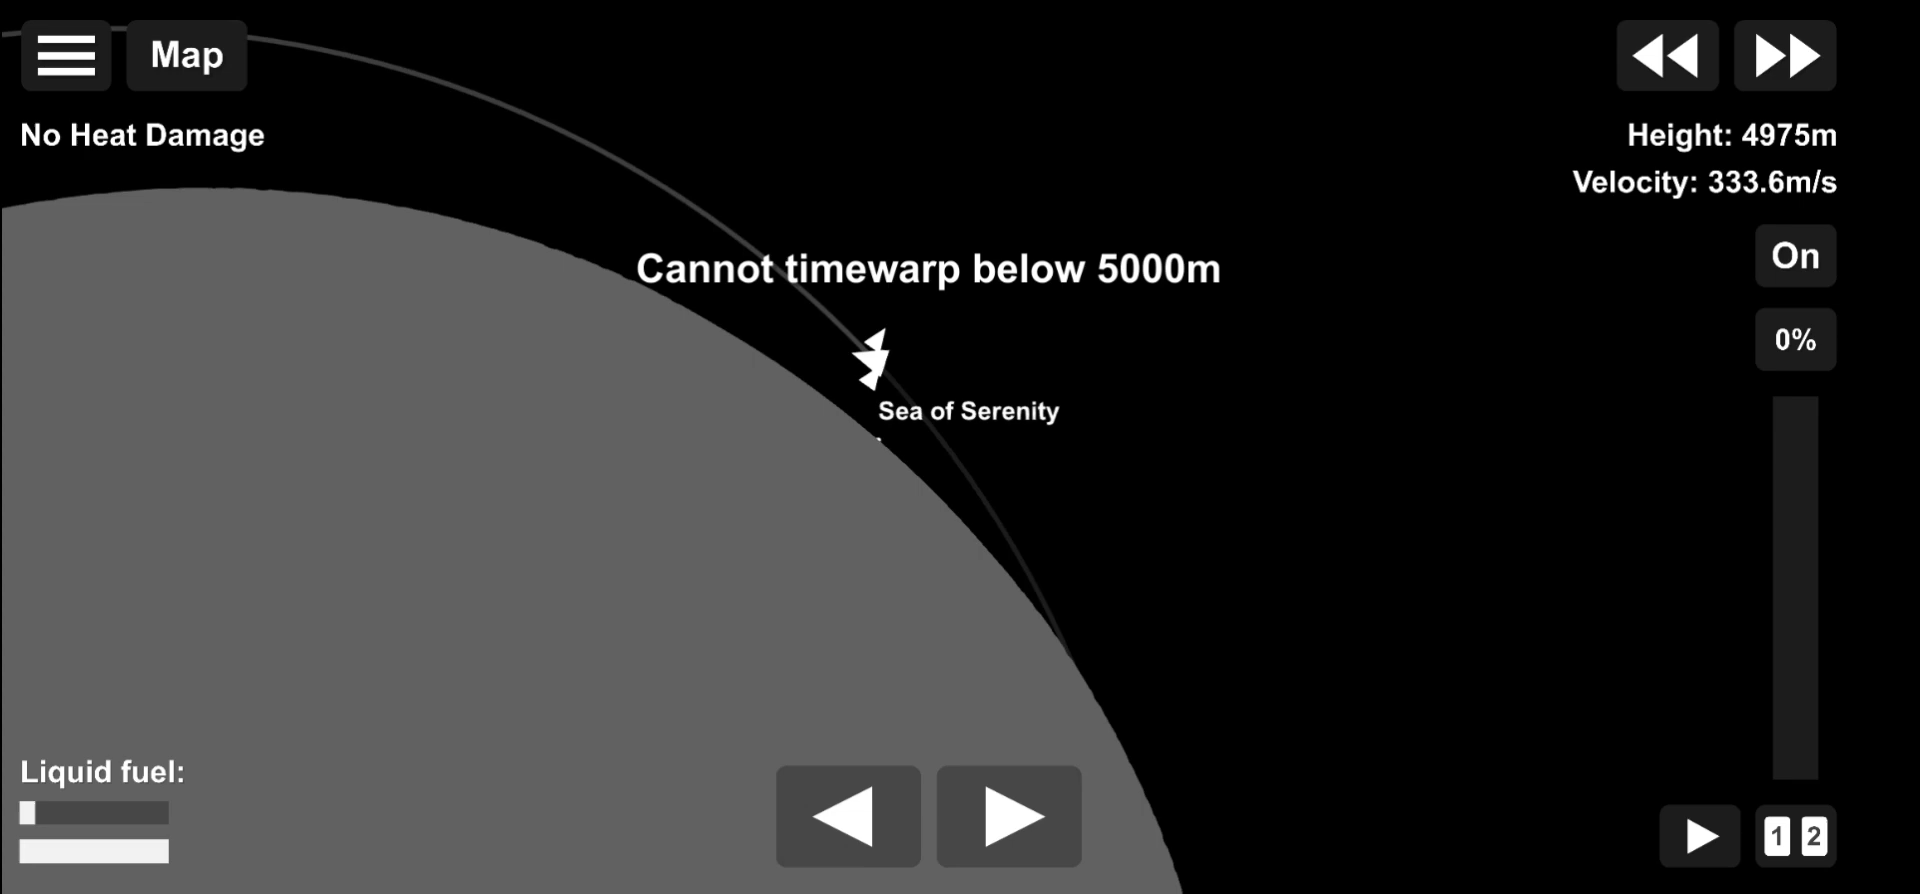 Map
No Heat Damage
Height: 4975m
Velocity: 333.6m/s
On
Cannot timewarp below 5000m
0%
Sea of Serenity
Liquid fuel:
1 2